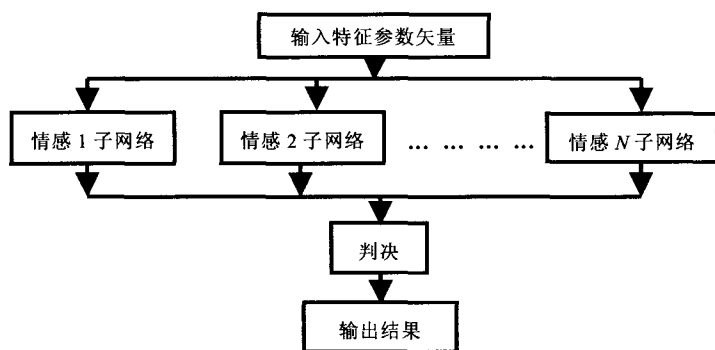 输入特征参数矢量
情感 1 子网络
情感 2 子网络
… … … …
情感 N 子网络
判决
输出结果